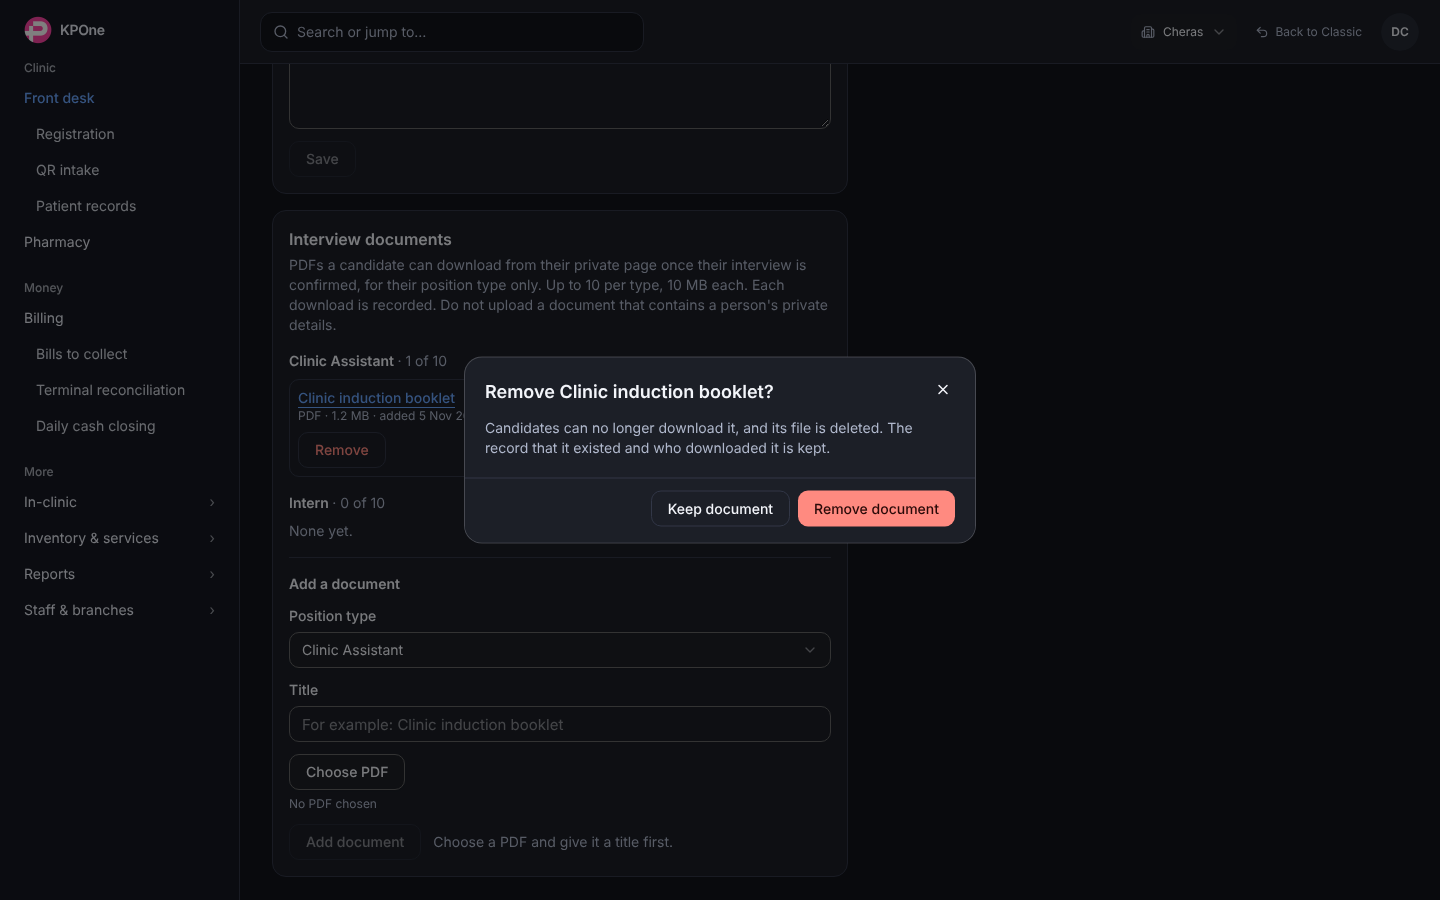 KPOne
Search or jump to...
Cheras
Back to Classic
DC
Clinic
Front desk
Registration
QR intake
Patient records
Pharmacy
Money
Billing
Bills to collect
Terminal reconciliation
Daily cash closing
More
In-clinic
Inventory & services
Reports
Staff & branches
Save
Interview documents
PDFs a candidate can download from their private page once their interview is
confirmed, for their position type only. Up to 10 per type, 10 MB each. Each
download is recorded. Do not upload a document that contains a person's private
details.
Clinic Assistant · 1 of 10
Clinic induction booklet
PDF · 1.2 MB · added 5 Nov
Remove
Intern · 0 of 10
None yet.
Add a document
Position type
Clinic Assistant
Title
For example: Clinic induction booklet
Choose PDF
No PDF chosen
Add document
Choose a PDF and give it a title first.
Remove Clinic induction booklet?
Candidates can no longer download it, and its file is deleted. The
record that it existed and who downloaded it is kept.
Keep document
Remove document